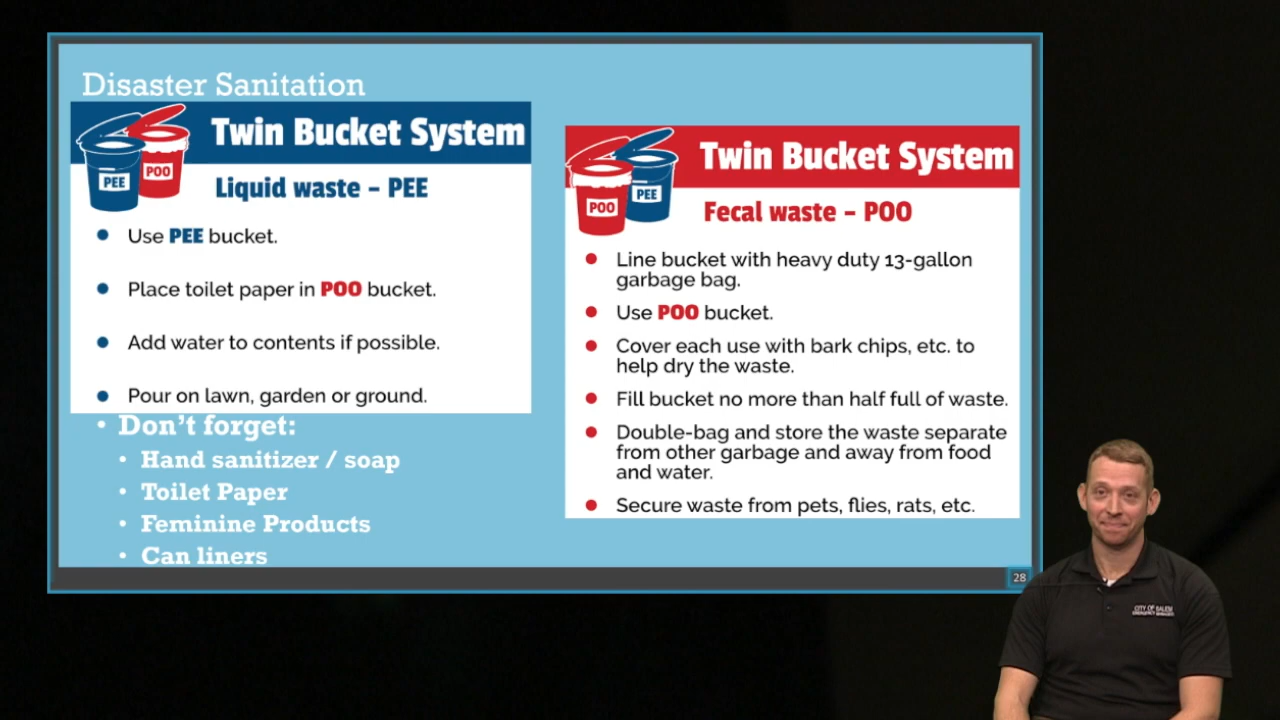 Disaster Sanitation
Twin Bucket System
PEE
POO
Liquid waste – PEE
• Use PEE bucket.
• Place toilet paper in POO bucket.
• Add water to contents if possible.
• Pour on lawn, garden or ground.
• Don't forget:
• Hand sanitizer / soap
• Toilet Paper
• Feminine Products
• Can liners
Twin Bucket System
POO
PEE
Fecal waste – POO
• Line bucket with heavy duty 13-gallon
garbage bag.
• Use POO bucket.
• Cover each use with bark chips, etc. to
help dry the waste.
• Fill bucket no more than half full of waste.
• Double-bag and store the waste separate
from other garbage and away from food
and water.
• Secure waste from pets, flies, rats, etc.
28
CITY OF SALEM
EMERGENCY MANAGEMENT